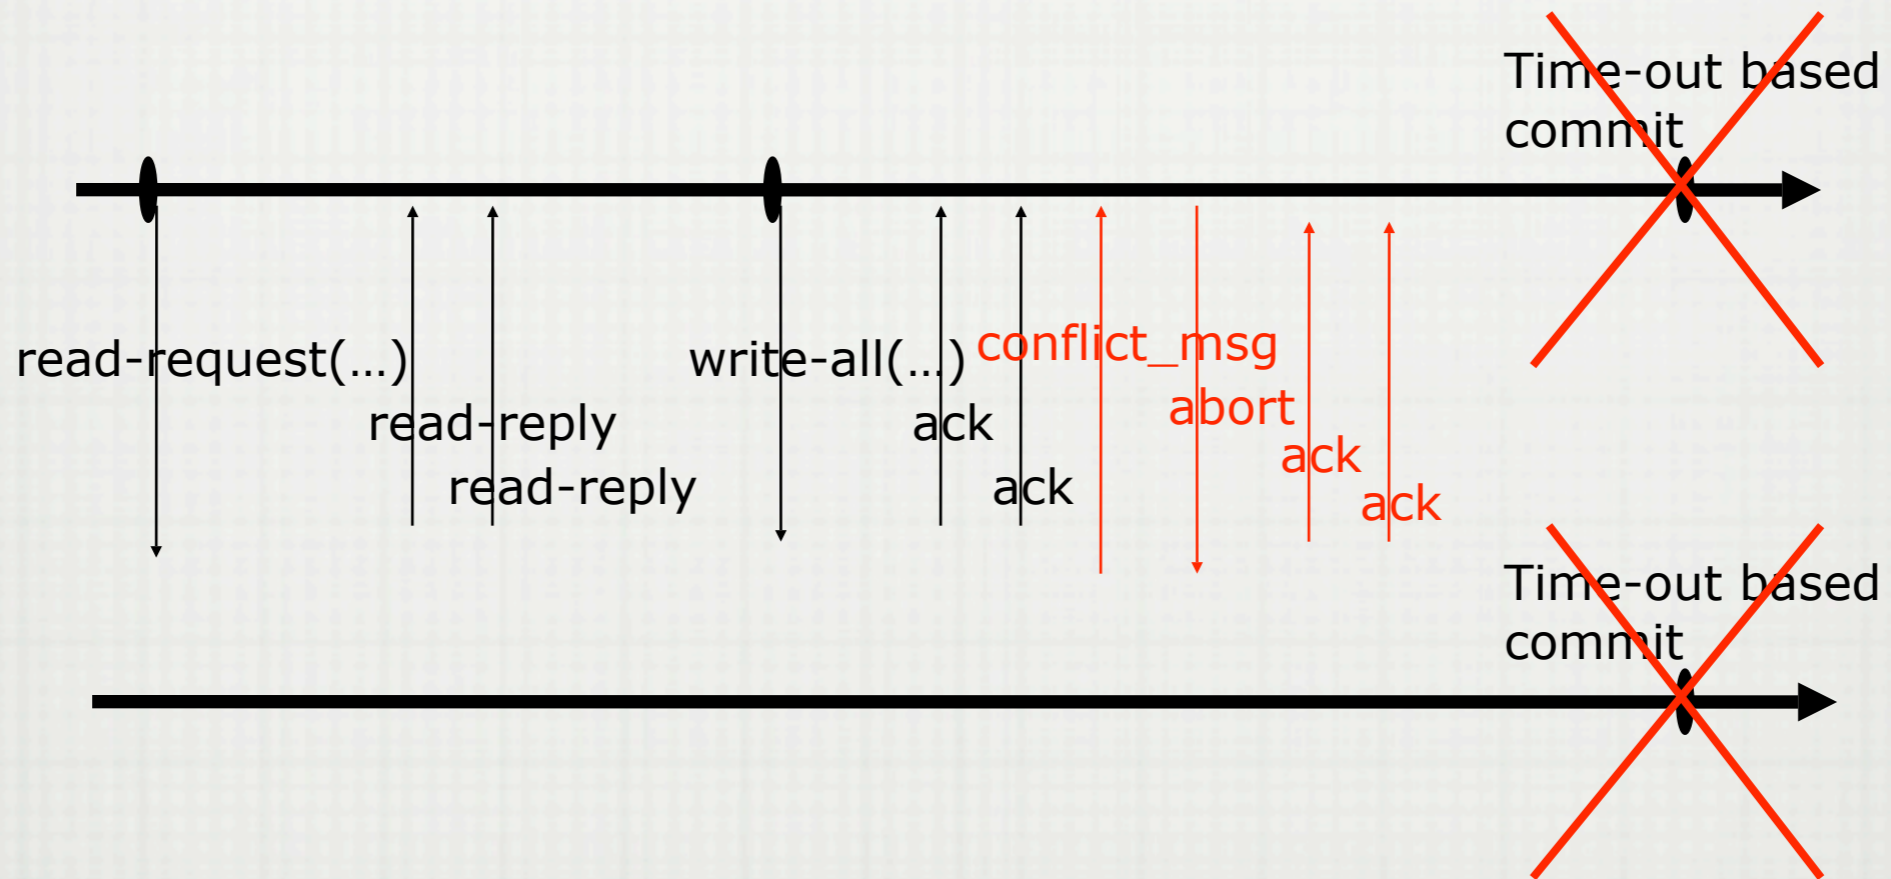 Time-out based
commit
read-request(…)
read-reply
read-reply
write-all(…)
ack
ack
conflict_msg
abort
ack
ack
Time-out based
commit